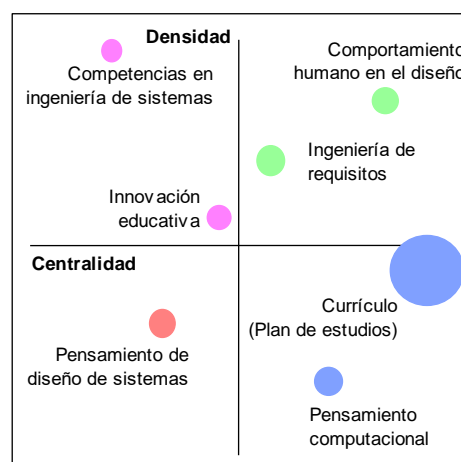 Densidad
Competencias en
ingeniería de sistemas
Comportamiento
humano en el diseño
Ingeniería de
requisitos
Innovación
educativa
Centralidad
Currículo
(Plan de estudios)
Pensamiento de
diseño de sistemas
Pensamiento
computacional